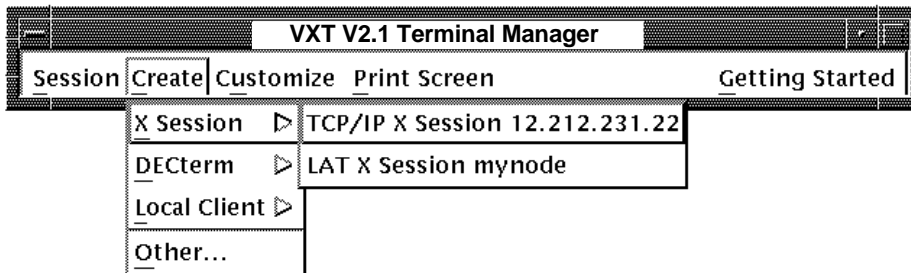 VXT V2.1 Terminal Manager
Session Create Customize Print Screen Getting Started
X Session TCP/IP X Session 12.212.231.22
DECterm LAT X Session mynode
Local Client
Other...